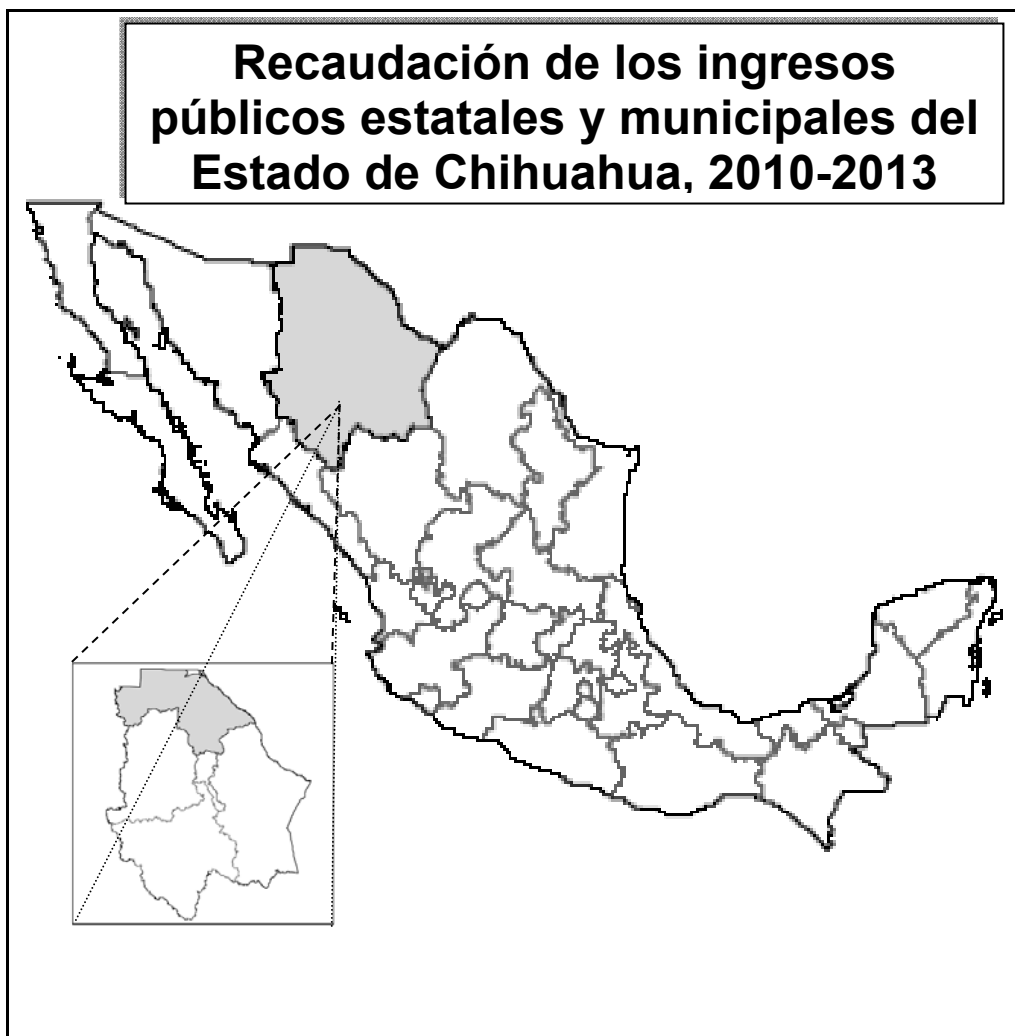 Recaudación de los ingresos
públicos estatales y municipales del
Estado de Chihuahua, 2010-2013